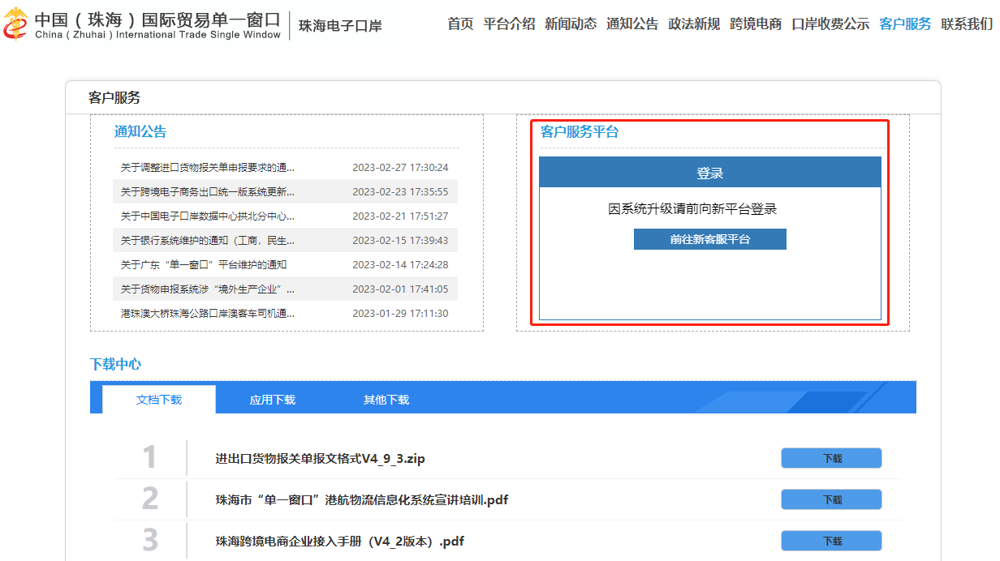 中国（珠海）国际贸易单一窗口
China ( Zhuhai ) International Trade Single Window
珠海电子口岸
首页 平台介绍 新闻动态 通知公告 政法新规 跨境电商 口岸收费公示 客户服务 联系我们
客户服务
通知公告
关于调整进口货物报关单申报要求的通... 2023-02-27 17:30:24
关于跨境电子商务出口统一版系统更新... 2023-02-23 17:35:55
关于中国电子口岸数据中心拱北分中心... 2023-02-21 17:51:27
关于银行系统维护的通知（工商，民生... 2023-02-15 17:39:43
关于广东“单一窗口”平台维护的通知 2023-02-14 17:24:28
关于货物申报系统涉“境外生产企业”... 2023-02-01 17:41:05
港珠澳大桥珠海公路口岸澳客车司机通... 2023-01-29 17:11:30
客户服务平台
登录
因系统升级请前向新平台登录
前往新客服平台
下载中心
文档下载 应用下载 其他下载
1 进出口货物报关单报文格式V4_9_3.zip 下载
2 珠海市“单一窗口”港航物流信息化系统宣讲培训.pdf 下载
3 珠海跨境电商企业接入手册（V4_2版本）.pdf 下载